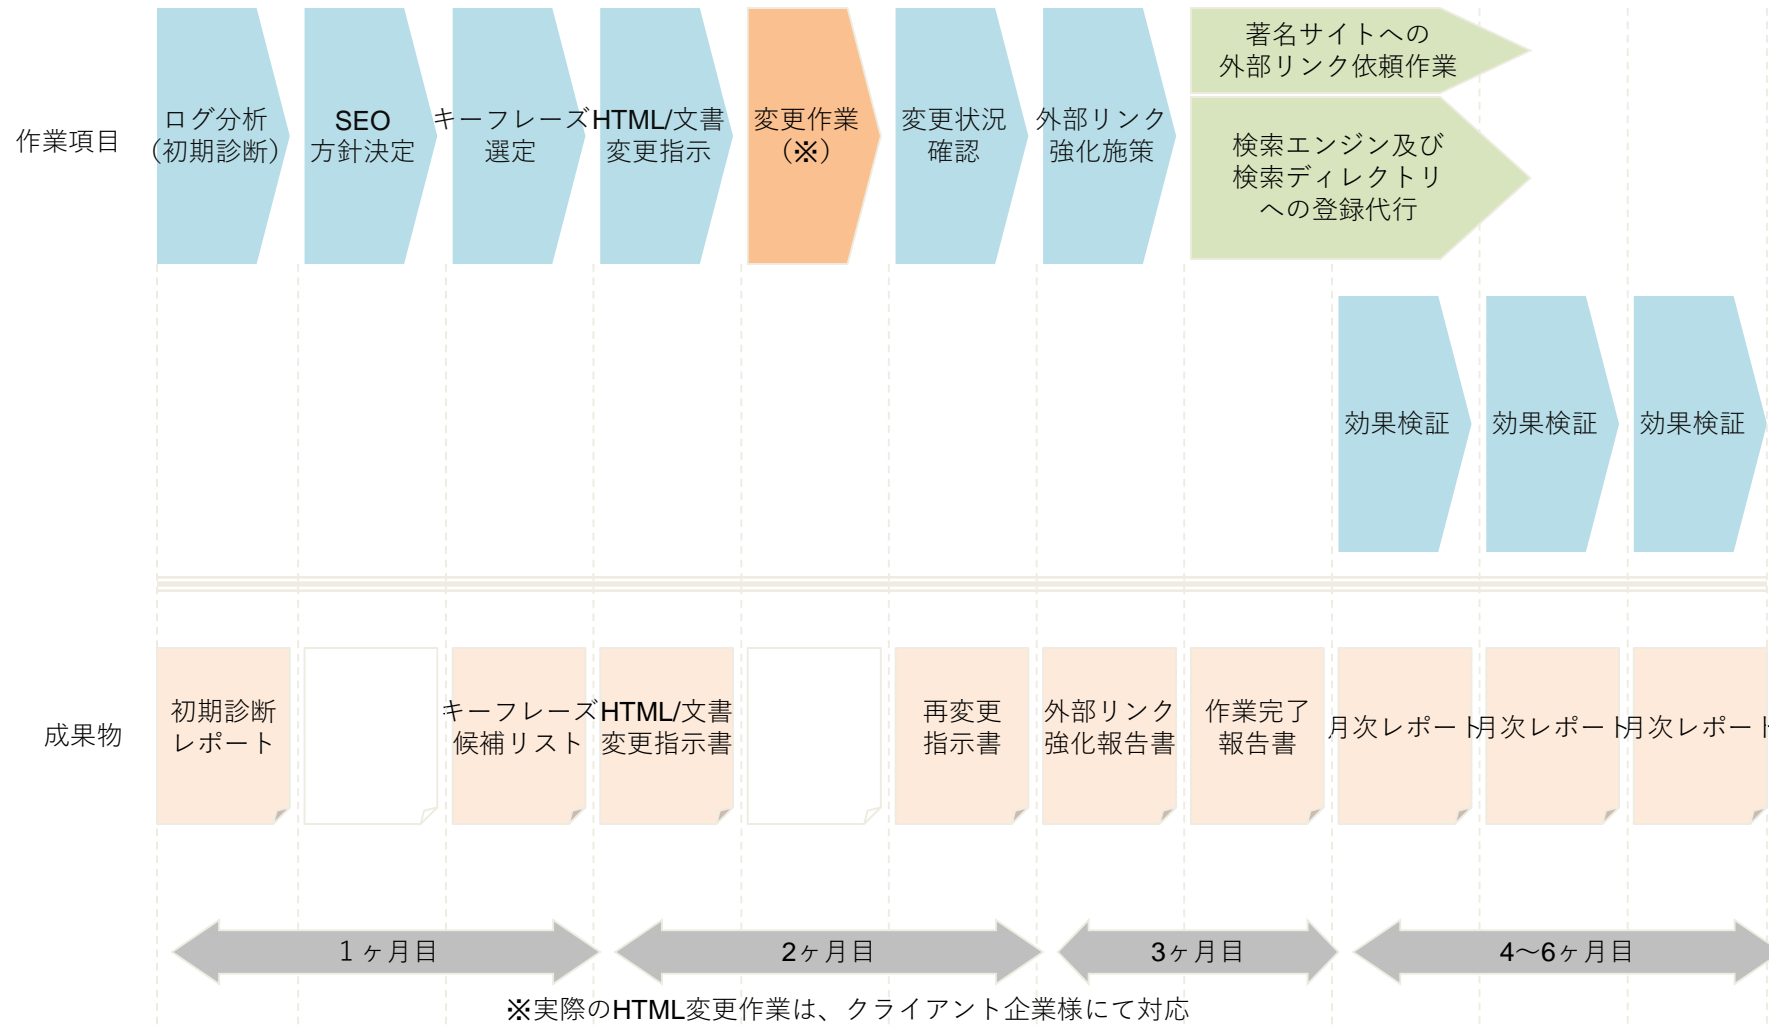 作業項目
ログ分析
(初期診断)
SEO
方針決定
キーフレーズ
選定
HTML/文書
変更指示
変更作業
(※)
変更状況
確認
外部リンク
強化施策
著名サイトへの
外部リンク依頼作業
検索エンジン及び
検索ディレクトリ
への登録代行
効果検証
効果検証
効果検証
成果物
初期診断
レポート
キーフレーズ
候補リスト
HTML/文書
変更指示書
再変更
指示書
外部リンク
強化報告書
作業完了
報告書
月次レポート
月次レポート
月次レポート
1ヶ月目
2ヶ月目
3ヶ月目
4〜6ヶ月目
※実際のHTML変更作業は、クライアント企業様にて対応